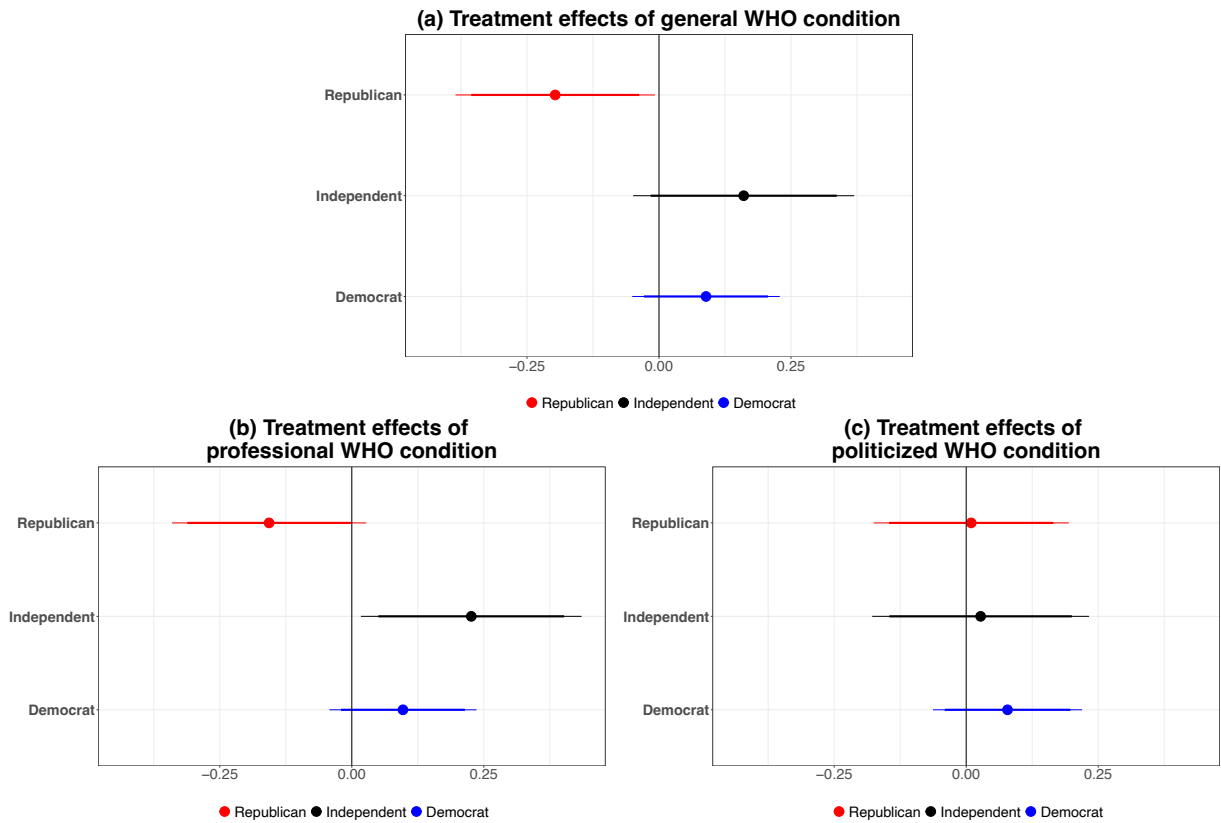 (a) Treatment effects of general WHO condition
Republican
Independent
Democrat
−0.25 0.00 0.25
Republican Independent Democrat
(b) Treatment effects of
professional WHO condition
Republican
Independent
Democrat
−0.25 0.00 0.25
Republican Independent Democrat
(c) Treatment effects of
politicized WHO condition
Republican
Independent
Democrat
−0.25 0.00 0.25
Republican Independent Democrat